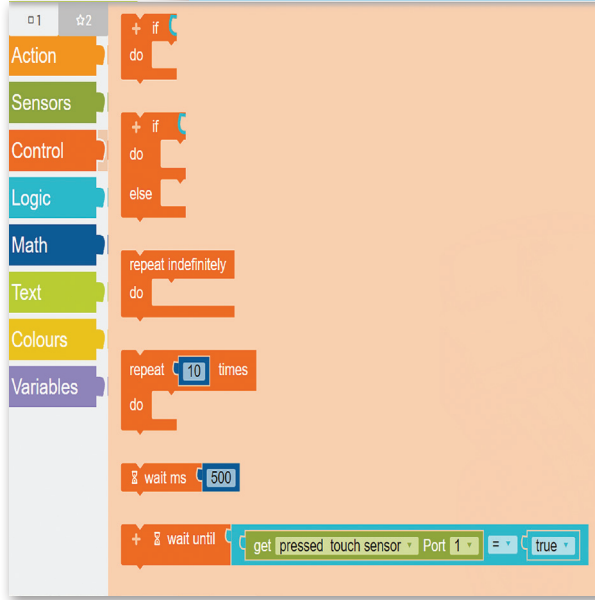 1 2
Action
Sensors
Control
Logic
Math
Text
Colours
Variables
+ if
do
+ if
do
else
repeat indefinitely
do
repeat 10 times
do
wait ms 500
+ wait until get pressed touch sensor Port 1 = true